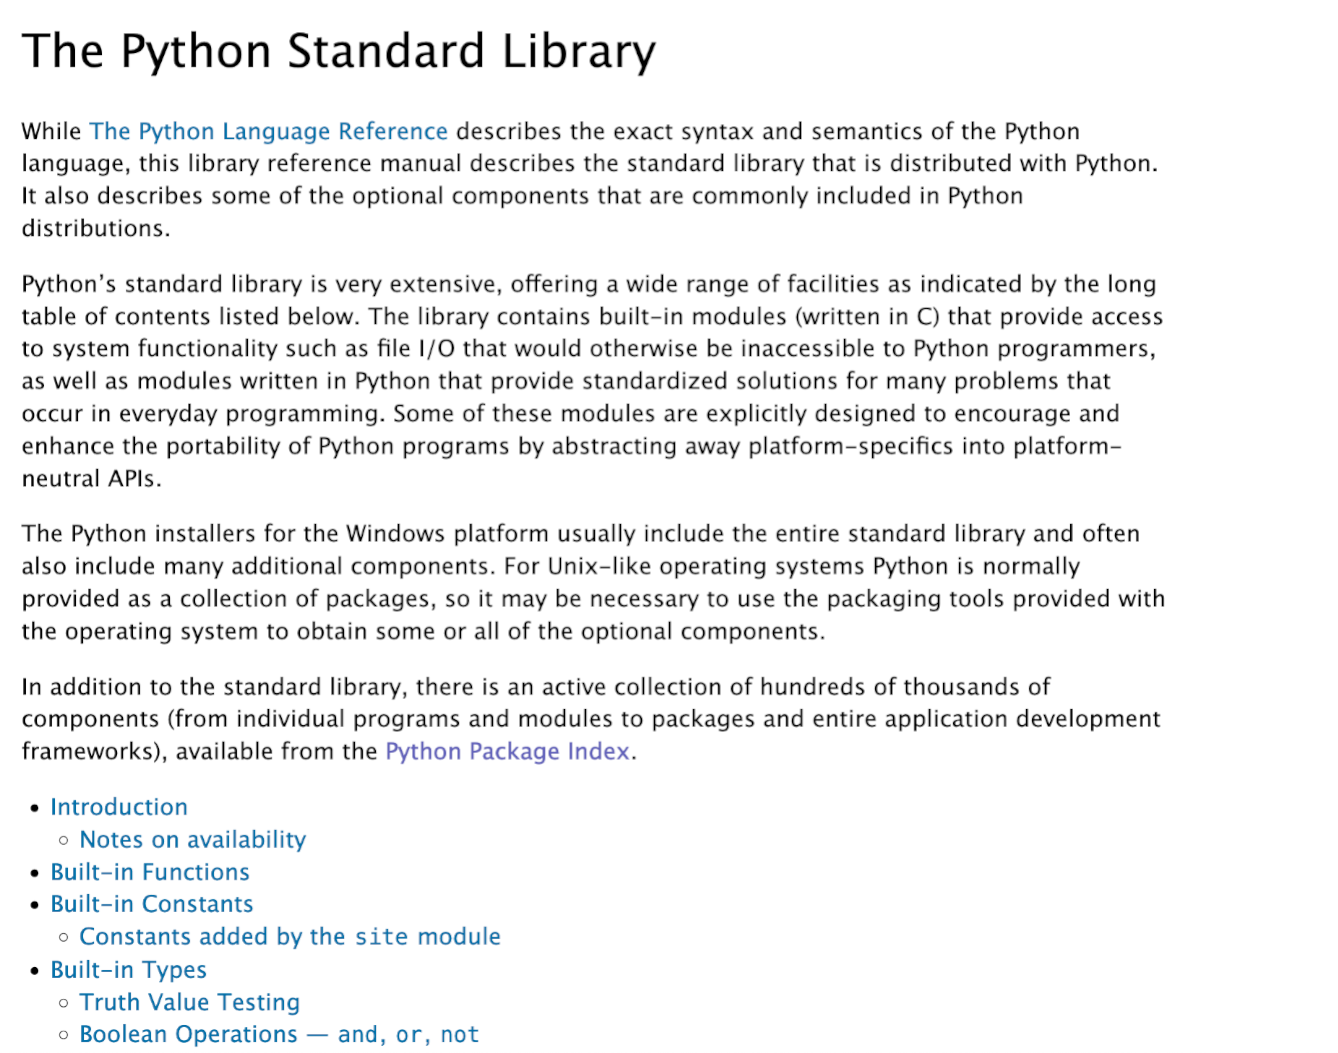 The Python Standard Library
While The Python Language Reference describes the exact syntax and semantics of the Python
language, this library reference manual describes the standard library that is distributed with Python.
It also describes some of the optional components that are commonly included in Python
distributions.
Python’s standard library is very extensive, offering a wide range of facilities as indicated by the long
table of contents listed below. The library contains built-in modules (written in C) that provide access
to system functionality such as file I/O that would otherwise be inaccessible to Python programmers,
as well as modules written in Python that provide standardized solutions for many problems that
occur in everyday programming. Some of these modules are explicitly designed to encourage and
enhance the portability of Python programs by abstracting away platform-specifics into platform-
neutral APIs.
The Python installers for the Windows platform usually include the entire standard library and often
also include many additional components. For Unix-like operating systems Python is normally
provided as a collection of packages, so it may be necessary to use the packaging tools provided with
the operating system to obtain some or all of the optional components.
In addition to the standard library, there is an active collection of hundreds of thousands of
components (from individual programs and modules to packages and entire application development
frameworks), available from the Python Package Index.
• Introduction
◦ Notes on availability
• Built-in Functions
• Built-in Constants
◦ Constants added by the site module
• Built-in Types
◦ Truth Value Testing
◦ Boolean Operations — and, or, not